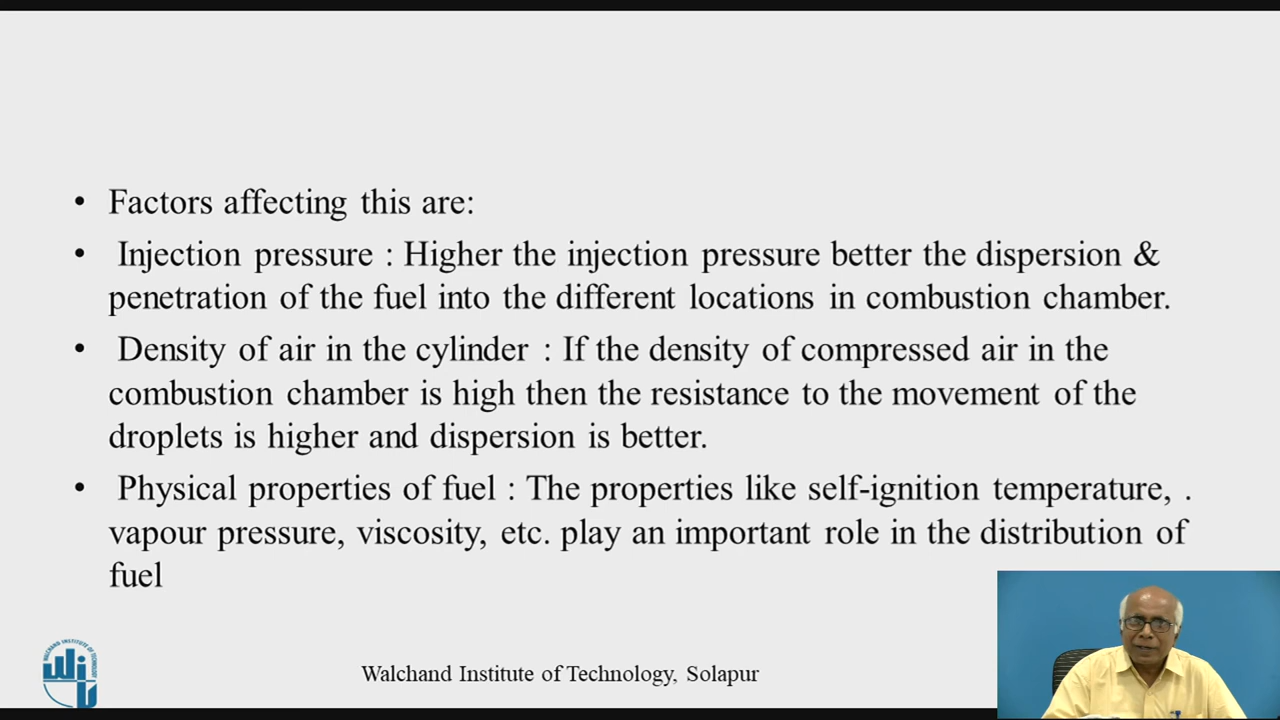 • Factors affecting this are:
• Injection pressure : Higher the injection pressure better the dispersion &
penetration of the fuel into the different locations in combustion chamber.
• Density of air in the cylinder : If the density of compressed air in the
combustion chamber is high then the resistance to the movement of the
droplets is higher and dispersion is better.
• Physical properties of fuel : The properties like self-ignition temperature, .
vapour pressure, viscosity, etc. play an important role in the distribution of
fuel
WALCHAND INSTITUTE OF TECHNOLOGY
Walchand Institute of Technology, Solapur